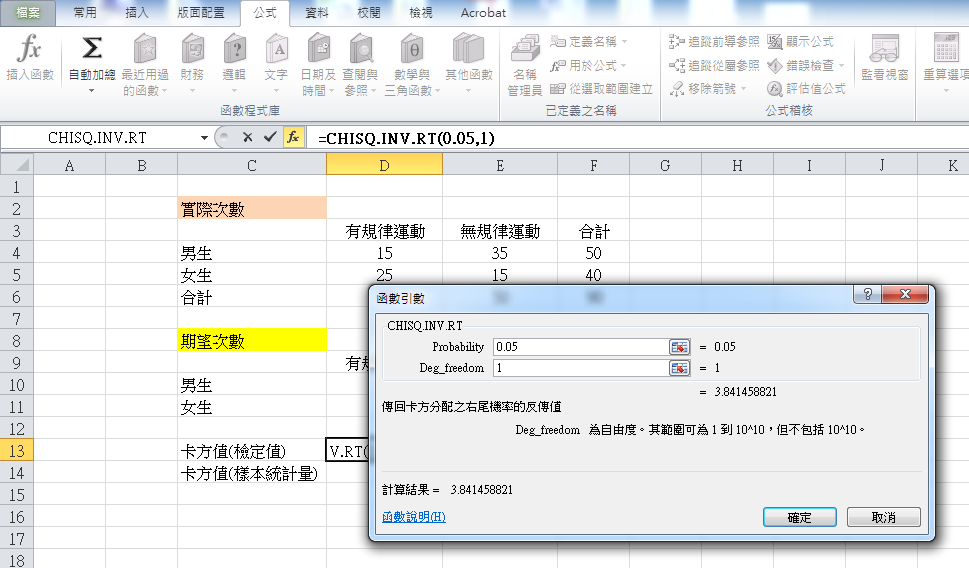 檔案 常用 插入 版面配置 公式 資料 校閱 檢視 Acrobat
fx Σ θ A
插入函數 自動加總 最近用過的函數 財務 邏輯 文字 日期及時間 查閱與參照 數學與三角函數 其他函數
函數程式庫
名稱管理員 定義名稱 用於公式 從選取範圍建立
已定義之名稱
追蹤前導參照 顯示公式
追蹤從屬參照 錯誤檢查
移除箭號 評估值公式
公式稽核
監看視窗 重算選項
CHISQ.INV.RT fx =CHISQ.INV.RT(0.05,1)
A B C D E F G H I J K
1
2 實際次數
3 有規律運動 無規律運動 合計
4 男生 15 35 50
5 女生 25 15 40
6 合計
7
8 期望次數
9
10 男生
11 女生
12
13 卡方值(檢定值) V.RT(
14 卡方值(樣本統計量)
15
16
17
18
函數引數
CHISQ.INV.RT
Probability 0.05 = 0.05
Deg_freedom 1 = 1
= 3.841458821
傳回卡方分配之右尾機率的反傳值
Deg_freedom 為自由度。其範圍可為 1 到 10^10，但不包括 10^10。
計算結果 = 3.841458821
函數說明(H) 確定 取消